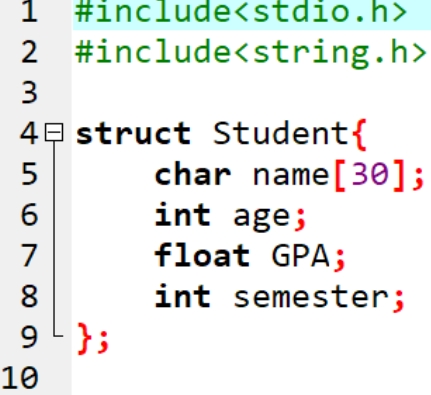 1 #include<stdio.h>
2 #include<string.h>
3
4 struct Student{
5     char name[30];
6     int age;
7     float GPA;
8     int semester;
9 };
10